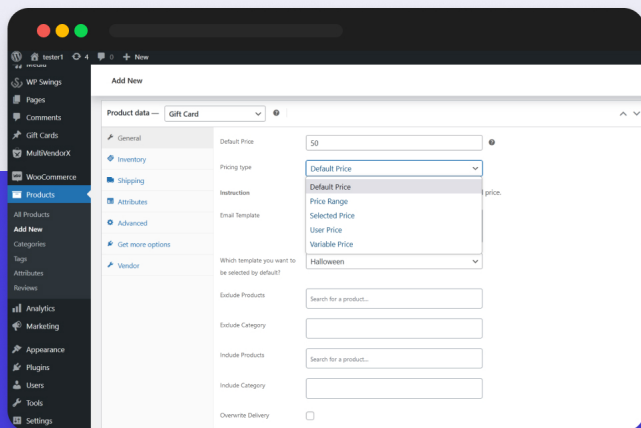 tester1 4 0 + New
Media
WP Swings
Pages
Comments
Gift Cards
MultiVendorX
WooCommerce
Products
All Products
Add New
Categories
Tags
Attributes
Reviews
Analytics
Marketing
Appearance
Plugins
Users
Tools
Settings
Add New
Product data — Gift Card
General
Inventory
Shipping
Attributes
Advanced
Get more options
Vendor
Default Price 50
Pricing type Default Price
Default Price
Price Range
Selected Price
User Price
Variable Price
Instruction price.
Email Template
Which template you want to
be selected by default?
Halloween
Exclude Products Search for a product...
Exclude Category
Include Products Search for a product...
Include Category
Overwrite Delivery